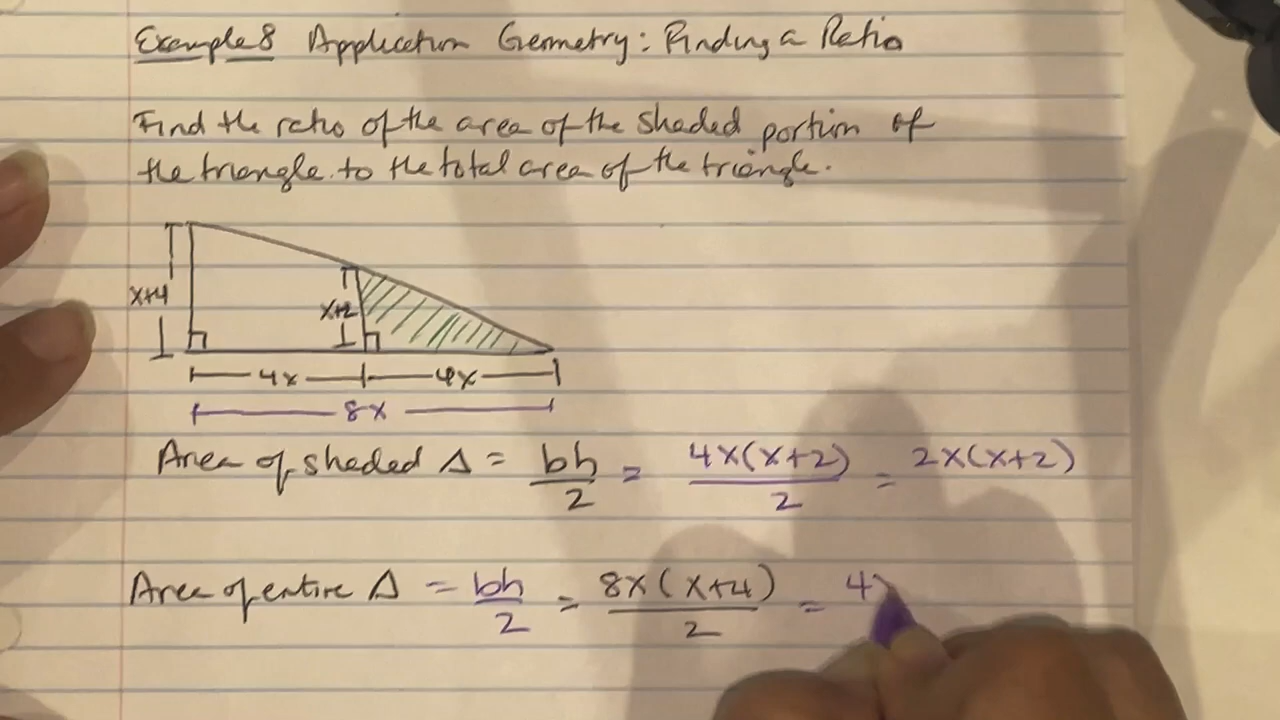 Example 8 Application Geometry: Finding a Ratio
Find the ratio of the area of the shaded portion of
the triangle to the total area of the triangle.
x+4
x+2
4x 4x
8x
Area of shaded Δ = bh/2 = 4x(x+2)/2 = 2x(x+2)
Area of entire Δ = bh/2 = 8x(x+4)/2 = 4x